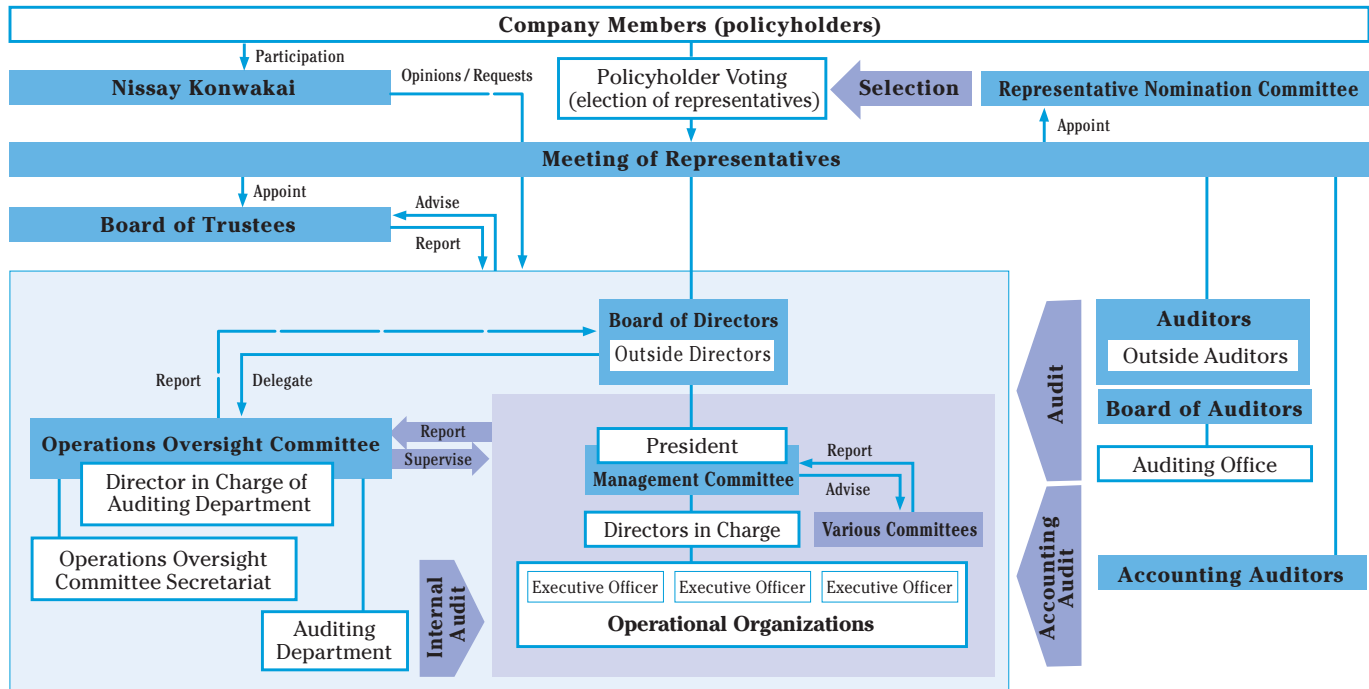 Company Members (policyholders)
Participation
Nissay Konwakai
Opinions / Requests
Policyholder Voting
(election of representatives)
Selection
Representative Nomination Committee
Appoint
Meeting of Representatives
Appoint
Board of Trustees
Advise
Report
Board of Directors
Outside Directors
Report
Delegate
Operations Oversight Committee
Director in Charge of
Auditing Department
Operations Oversight
Committee Secretariat
Auditing
Department
Report
Supervise
Internal
Audit
President
Management Committee
Report
Advise
Various Committees
Directors in Charge
Executive Officer
Executive Officer
Executive Officer
Operational Organizations
Audit
Accounting
Audit
Auditors
Outside Auditors
Board of Auditors
Auditing Office
Accounting Auditors